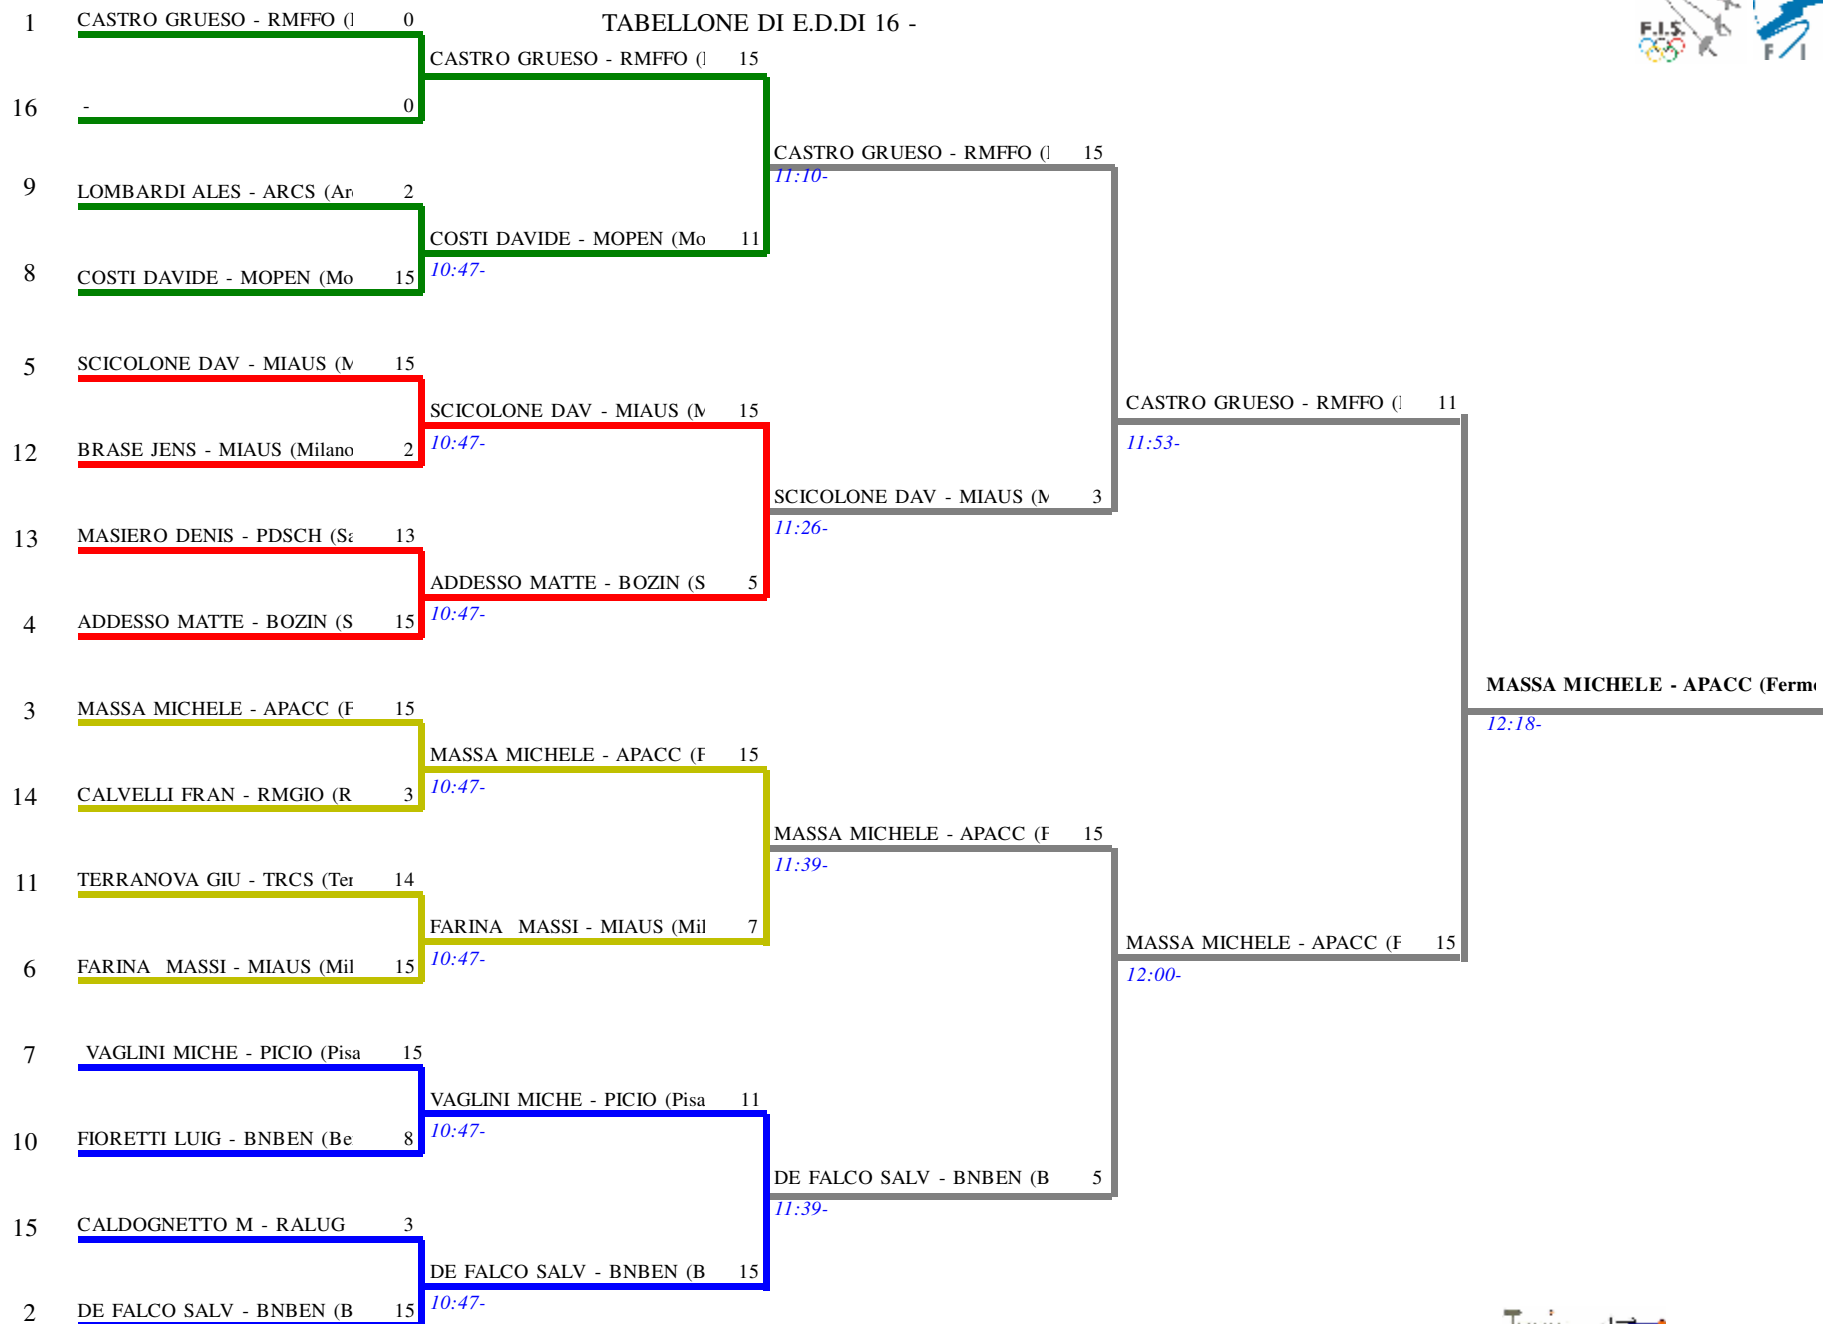 TABELLONE DI E.D.DI 16 -
F.I.S.
F I
1 CASTRO GRUESO - RMFFO ( 0
CASTRO GRUESO - RMFFO ( 15
16 - 0
CASTRO GRUESO - RMFFO ( 15
11:10-
9 LOMBARDI ALES - ARCS (Ar 2
COSTI DAVIDE - MOPEN (Mo 11
10:47-
8 COSTI DAVIDE - MOPEN (Mo 15
5 SCICOLONE DAV - MIAUS (M 15
SCICOLONE DAV - MIAUS (M 15
10:47-
CASTRO GRUESO - RMFFO ( 11
11:53-
12 BRASE JENS - MIAUS (Milano 2
SCICOLONE DAV - MIAUS (M 3
11:26-
13 MASIERO DENIS - PDSCH (Sa 13
ADDESSO MATTE - BOZIN (S 5
10:47-
4 ADDESSO MATTE - BOZIN (S 15
MASSA MICHELE - APACC (Ferm
12:18-
3 MASSA MICHELE - APACC (F 15
MASSA MICHELE - APACC (F 15
10:47-
14 CALVELLI FRAN - RMGIO (R 3
MASSA MICHELE - APACC (F 15
11:39-
11 TERRANOVA GIU - TRCS (Ter 14
FARINA MASSI - MIAUS (Mil 7
10:47-
MASSA MICHELE - APACC (F 15
12:00-
6 FARINA MASSI - MIAUS (Mil 15
7 VAGLINI MICHE - PICIO (Pisa 15
VAGLINI MICHE - PICIO (Pisa 11
10:47-
10 FIORETTI LUIG - BNBEN (Be 8
DE FALCO SALV - BNBEN (B 5
11:39-
15 CALDOGNETTO M - RALUG 3
DE FALCO SALV - BNBEN (B 15
10:47-
2 DE FALCO SALV - BNBEN (B 15